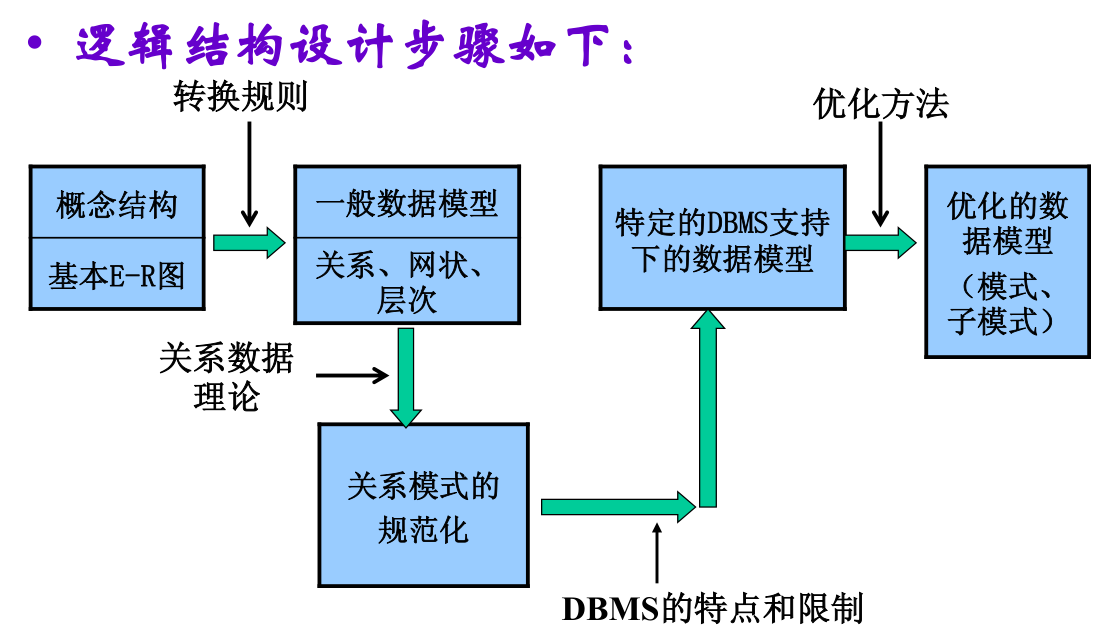 • 逻辑结构设计步骤如下：
转换规则
优化方法
概念结构
基本E-R图
一般数据模型
关系、网状、
层次
特定的DBMS支持
下的数据模型
优化的数
据模型
（模式、
子模式）
关系数据
理论
关系模式的
规范化
DBMS的特点和限制